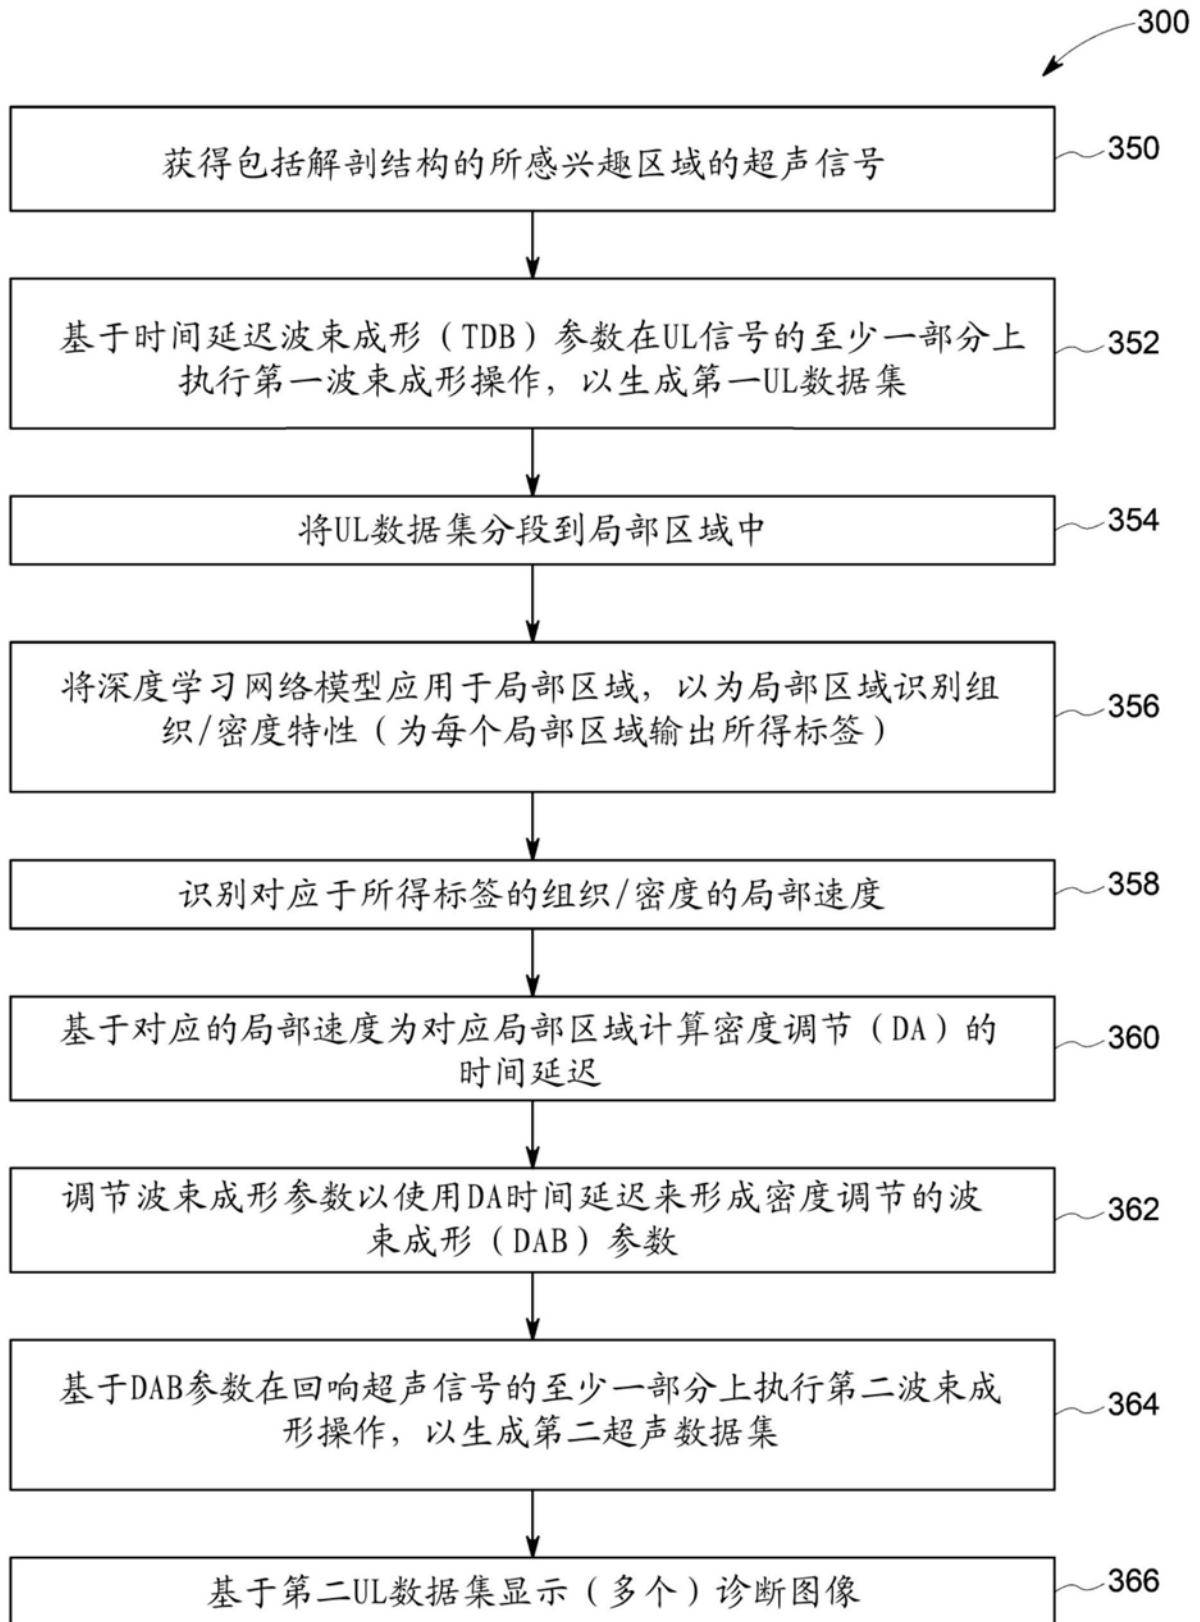 300
获得包括解剖结构的所感兴趣区域的超声信号
350
基于时间延迟波束成形（TDB）参数在UL信号的至少一部分上
执行第一波束成形操作，以生成第一UL数据集
352
将UL数据集分段到局部区域中
354
将深度学习网络模型应用于局部区域，以为局部区域识别组
织/密度特性（为每个局部区域输出所得标签）
356
识别对应于所得标签的组织/密度的局部速度
358
基于对应的局部速度为对应局部区域计算密度调节（DA）的
时间延迟
360
调节波束成形参数以使用DA时间延迟来形成密度调节的波
束成形（DAB）参数
362
基于DAB参数在回响超声信号的至少一部分上执行第二波束成
形操作，以生成第二超声数据集
364
基于第二UL数据集显示（多个）诊断图像
366